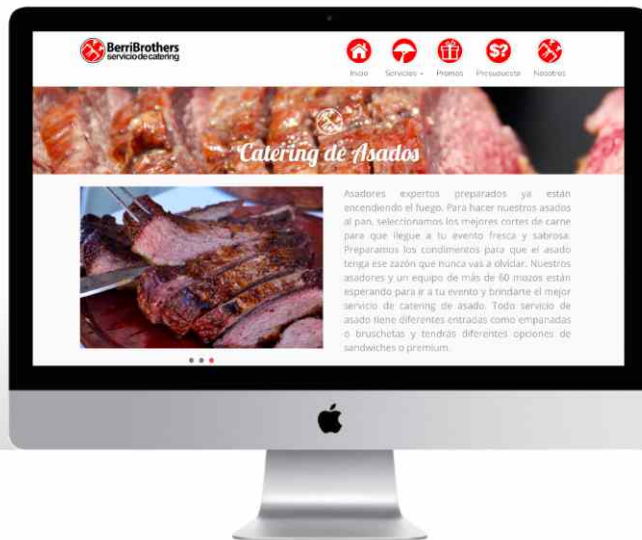 BerriBrothers
servicio de catering
$?
Inicio Servicios Promos Presupuesto Nosotros
Catering de Asados
Asadores expertos preparados ya están
encendiendo el fuego. Para hacer nuestros asados
al pan, seleccionamos los mejores cortes de carne
para que llegue a tu evento fresca y sabrosa.
Preparamos los condimentos para que el asado
tenga ese zazón que nunca vas a olvidar. Nuestros
asadores y un equipo de más de 60 mozos están
esperando para ir a tu evento y brindarte el mejor
servicio de catering de asado. Todo servicio de
asado tiene diferentes entradas como empanadas
o bruschetas y tendrás diferentes opciones de
sandwiches o premium.